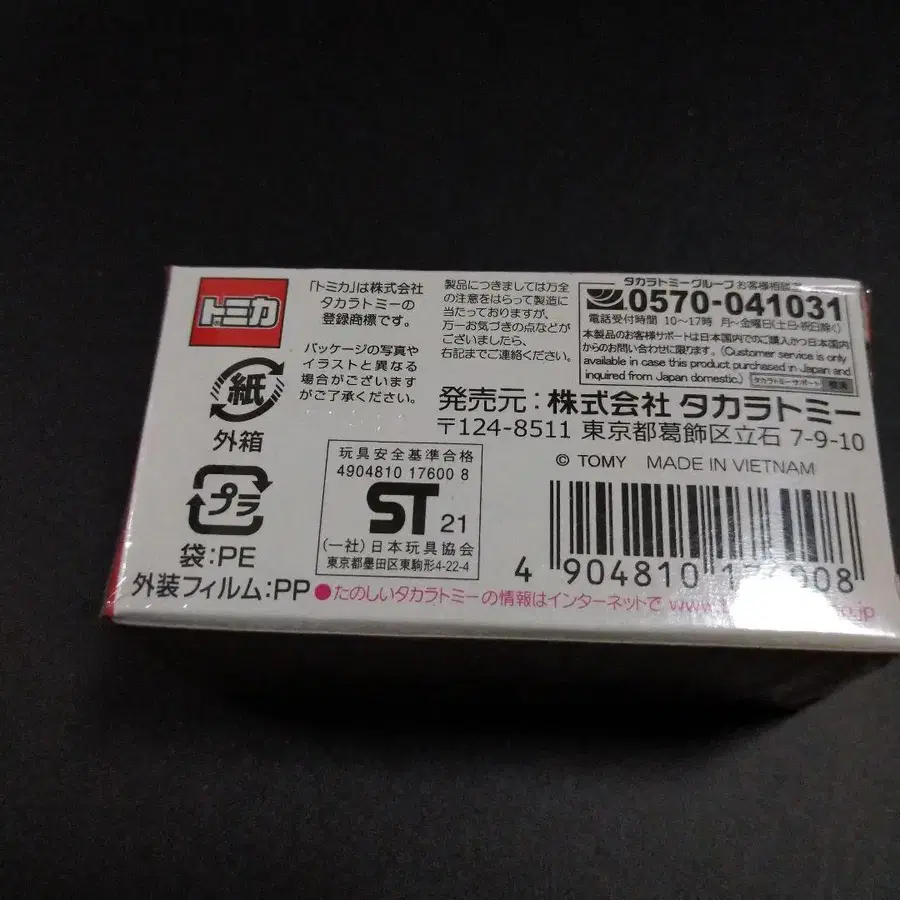 トミカ
「トミカ」は株式会社
タカラトミーの
登録商標です。
パッケージの写真や
イラストと異なる
場合がございます
がご了承ください。
製品につきましては万全
の注意をはらって製造に
当たっておりますが、
万一お気づきの点などが
ございましたら、
右記までご連絡ください。
タカラトミーグループ お客様相談
0570-041031
電話受付時間 10〜17時 月〜金曜日(土日・祝日除く)
本製品のお客様サポートは日本国内でのご購入かつ日本国内
からのお問い合わせに限ります。(Customer service is only
available in case this product purchased in Japan and
inquired from Japan domestic.) タカラトミーサポート 検索
発売元:株式会社 タカラトミー
〒124-8511 東京都葛飾区立石 7-9-10
© TOMY MADE IN VIETNAM
紙
外箱
プラ
袋:PE
外装フィルム:PP
玩具安全基準合格
4904810 17600 8
ST 21
(一社)日本玩具協会
東京都墨田区東駒形4-22-4
4 904810 176008
●たのしいタカラトミーの情報はインターネットで www.